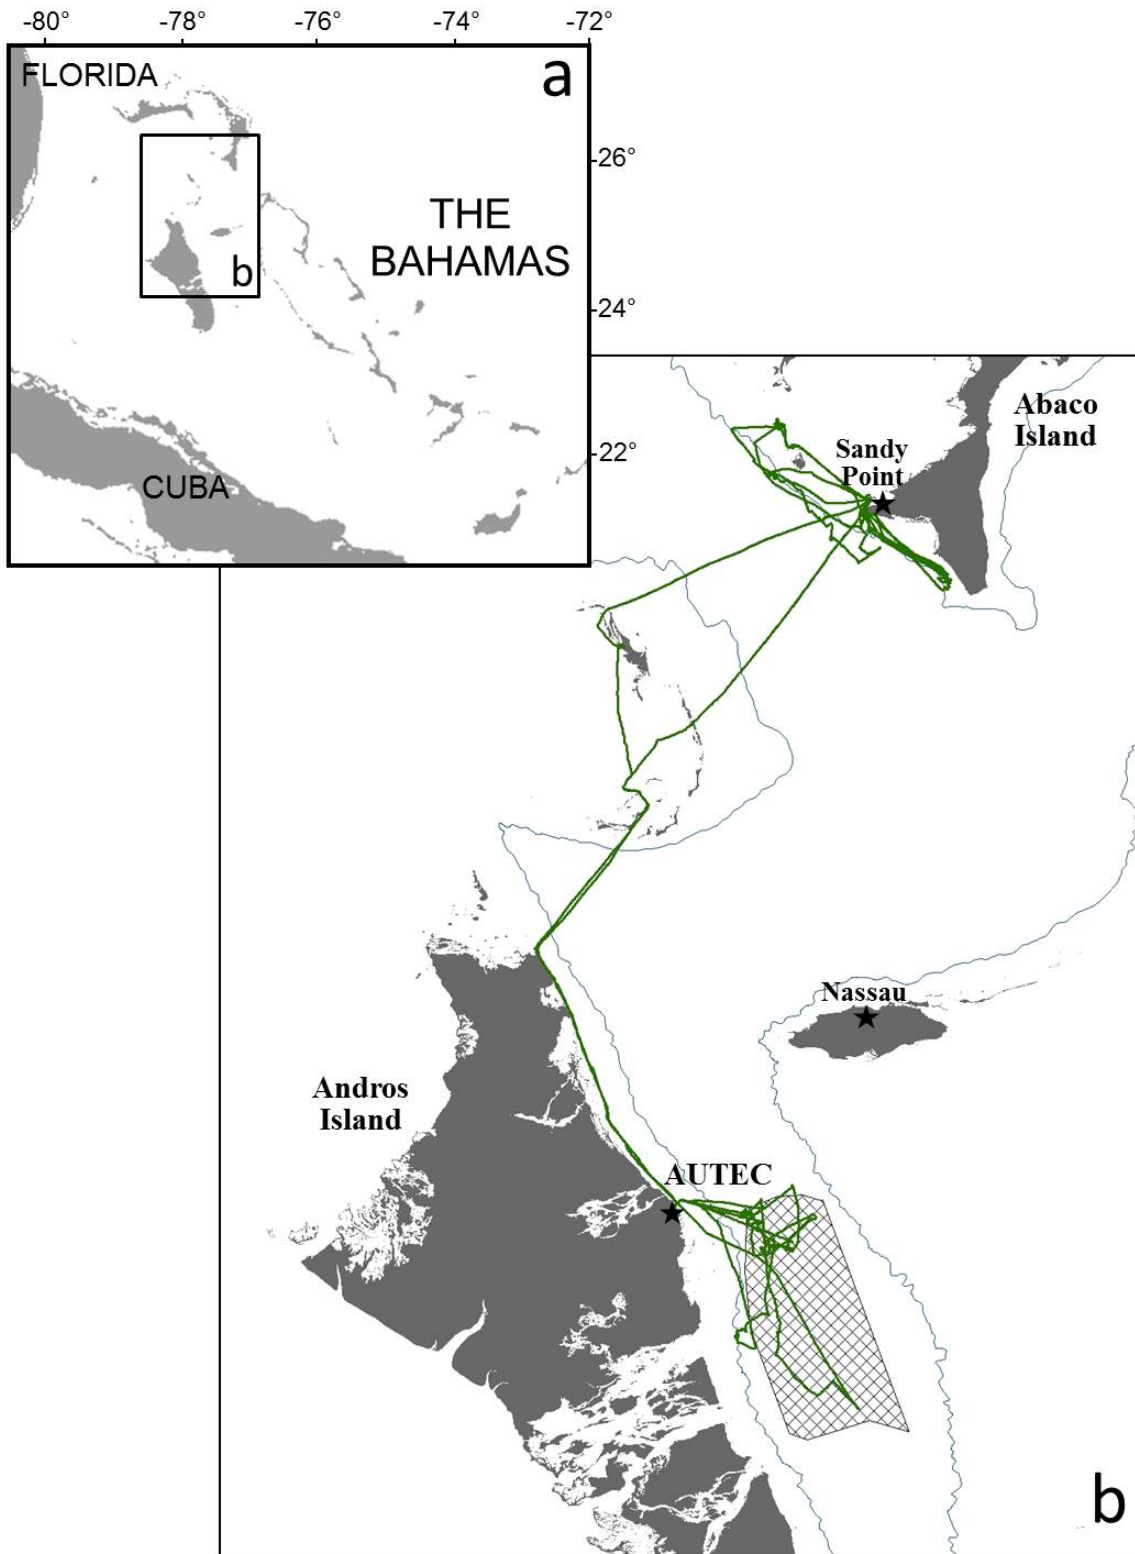 -80° -78° -76° -74° -72°
FLORIDA
a
26°
THE
BAHAMAS
b
24°
22°
CUBA
Abaco
Island
Sandy
Point
Nassau
Andros
Island
AUTEC
b